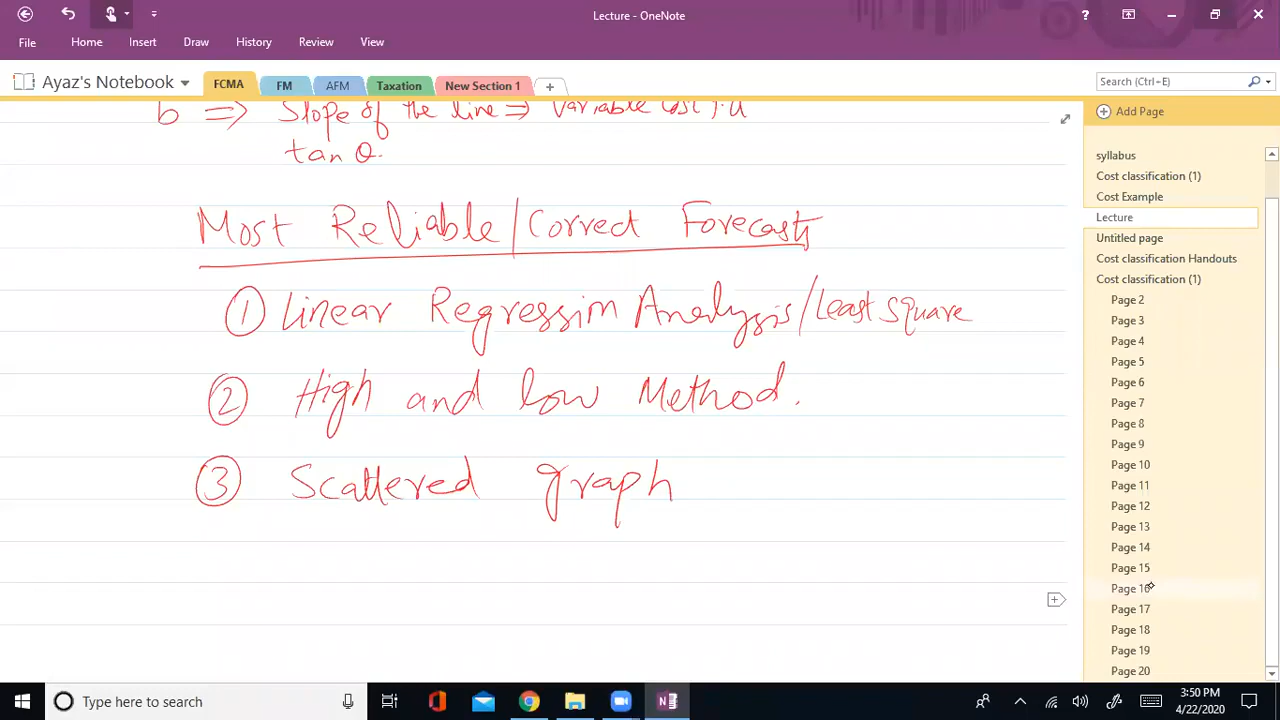 Lecture - OneNote
File Home Insert Draw History Review View
Ayaz's Notebook FCMA FM AFM Taxation New Section 1
Search (Ctrl+E)
b => Slope of the line => Variable cost p.u
tan θ.
Most Reliable/Correct Forecasts
① Linear Regression Analysis/Least Square
② High and low Method.
③ Scattered graph
Add Page
syllabus
Cost classification (1)
Cost Example
Lecture
Untitled page
Cost classification Handouts
Cost classification (1)
Page 2
Page 3
Page 4
Page 5
Page 6
Page 7
Page 8
Page 9
Page 10
Page 11
Page 12
Page 13
Page 14
Page 15
Page 16
Page 17
Page 18
Page 19
Page 20
Type here to search
3:50 PM
4/22/2020